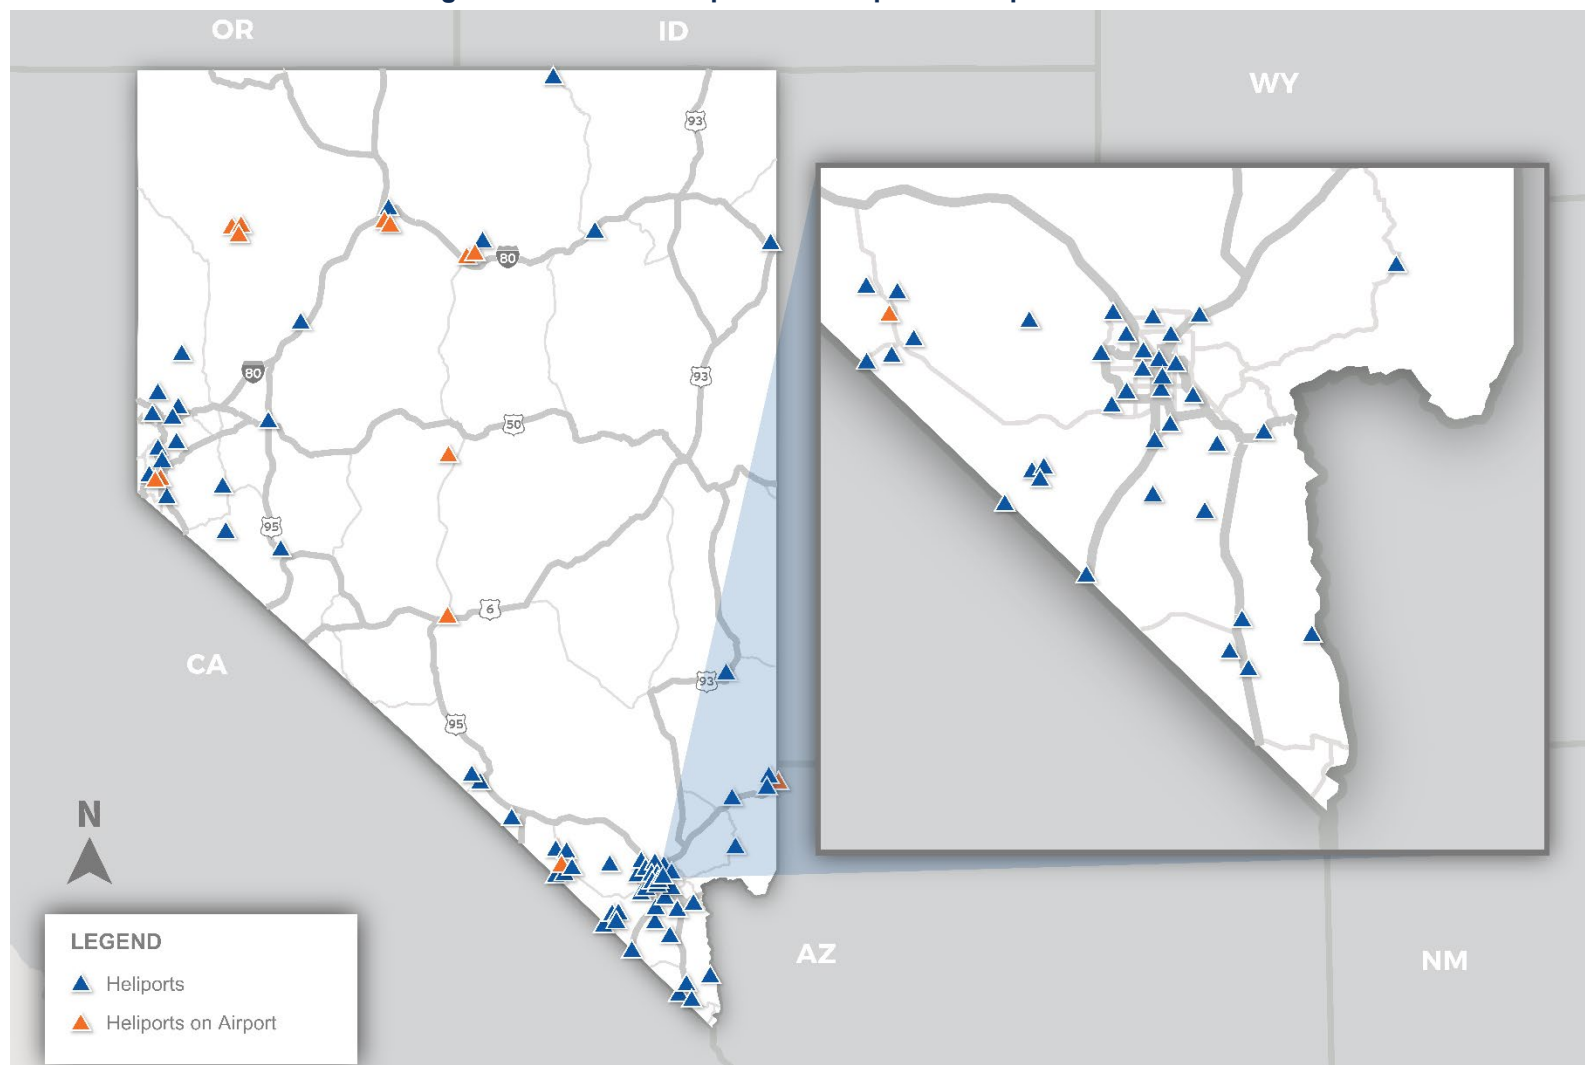 OR
ID
WY
93
80
80
93
50
95
6
CA
93
95
N
AZ
NM
LEGEND
Heliports
Heliports on Airport